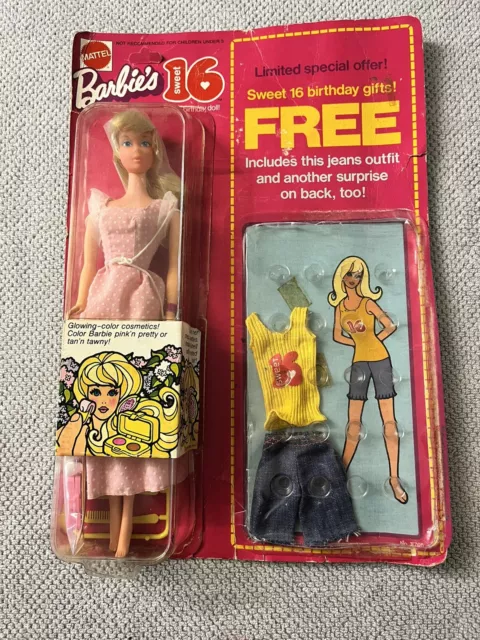 MATTEL
NOT RECOMMENDED FOR CHILDREN UNDER 3
Barbie's
sweet
16
birthday doll!
Limited special offer!
Sweet 16 birthday gifts!
FREE
Includes this jeans outfit
and another surprise
on back, too!
Glowing-color cosmetics!
Color Barbie pink'n pretty or
tan'n tawny!
sweet
16